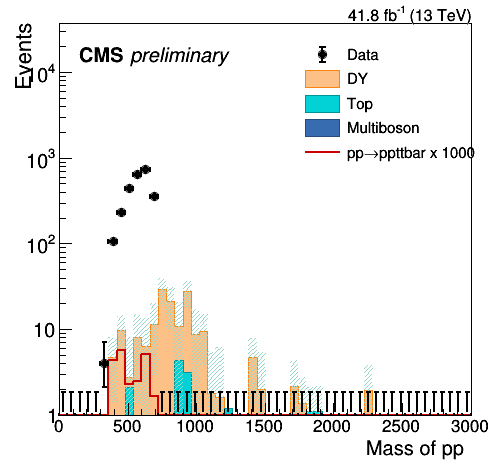 41.8 fb⁻¹ (13 TeV)
Events
CMS preliminary
Data
DY
Top
Multiboson
pp→ppttbar x 1000
10⁴
10³
10²
10
1
0 500 1000 1500 2000 2500 3000
Mass of pp